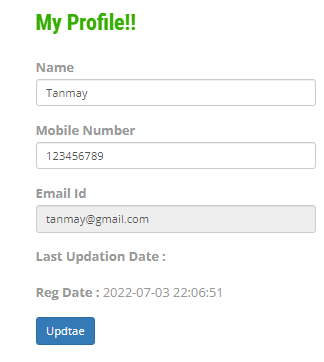 My Profile!!
Name
Tanmay
Mobile Number
123456789
Email Id
tanmay@gmail.com
Last Updation Date :
Reg Date : 2022-07-03 22:06:51
Updtae